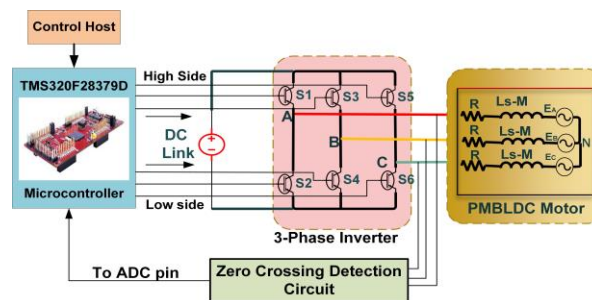 Control Host
TMS320F28379D
Microcontroller
High Side
DC
Link
Low side
S1
S3
S5
A
B
C
S2
S4
S6
3-Phase Inverter
R
Ls-M
EA
R
Ls-M
EB
R
Ls-M
EC
N
PMBLDC Motor
To ADC pin
Zero Crossing Detection
Circuit